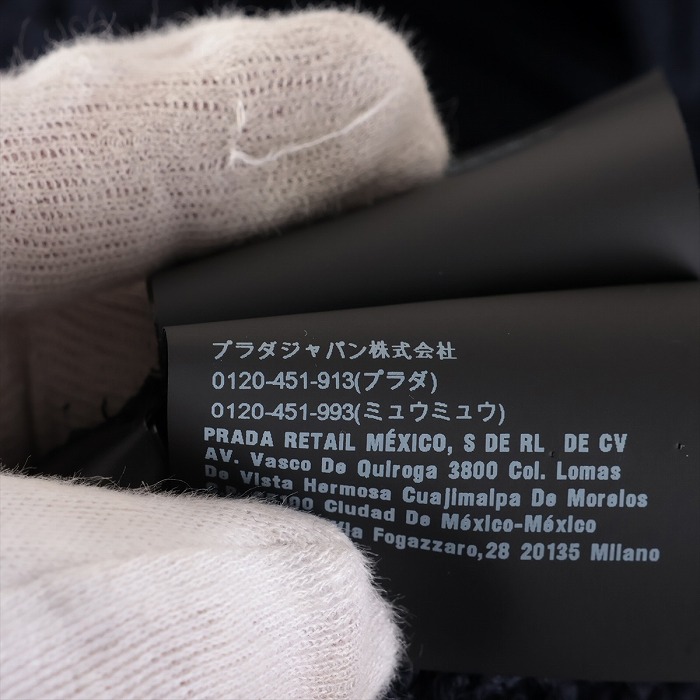 プラダジャパン株式会社
0120-451-913(プラダ)
0120-451-993(ミュウミュウ)
PRADA RETAIL MÉXICO, S DE RL DE CV
AV. Vasco De Quiroga 3800 Col. Lomas
De Vista Hermosa Cuajimalpa De Morelos
Ciudad De México-México
Via Fogazzaro,28 20135 Milano